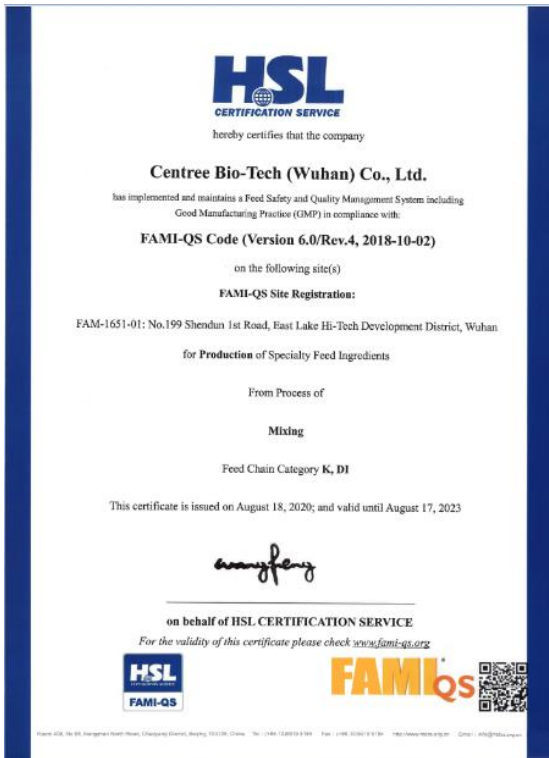 HSL
CERTIFICATION SERVICE
hereby certifies that the company
Centree Bio-Tech (Wuhan) Co., Ltd.
has implemented and maintains a Feed Safety and Quality Management System including
Good Manufacturing Practice (GMP) in compliance with:
FAMI-QS Code (Version 6.0/Rev.4, 2018-10-02)
on the following site(s)
FAMI-QS Site Registration:
FAM-1651-01: No.199 Shendun 1st Road, East Lake Hi-Tech Development District, Wuhan
for Production of Specialty Feed Ingredients
From Process of
Mixing
Feed Chain Category K, DI
This certificate is issued on August 18, 2020; and valid until August 17, 2023
wangfeng
on behalf of HSL CERTIFICATION SERVICE
For the validity of this certificate please check www.fami-qs.org
HSL
FAMI-QS
FAMI QS